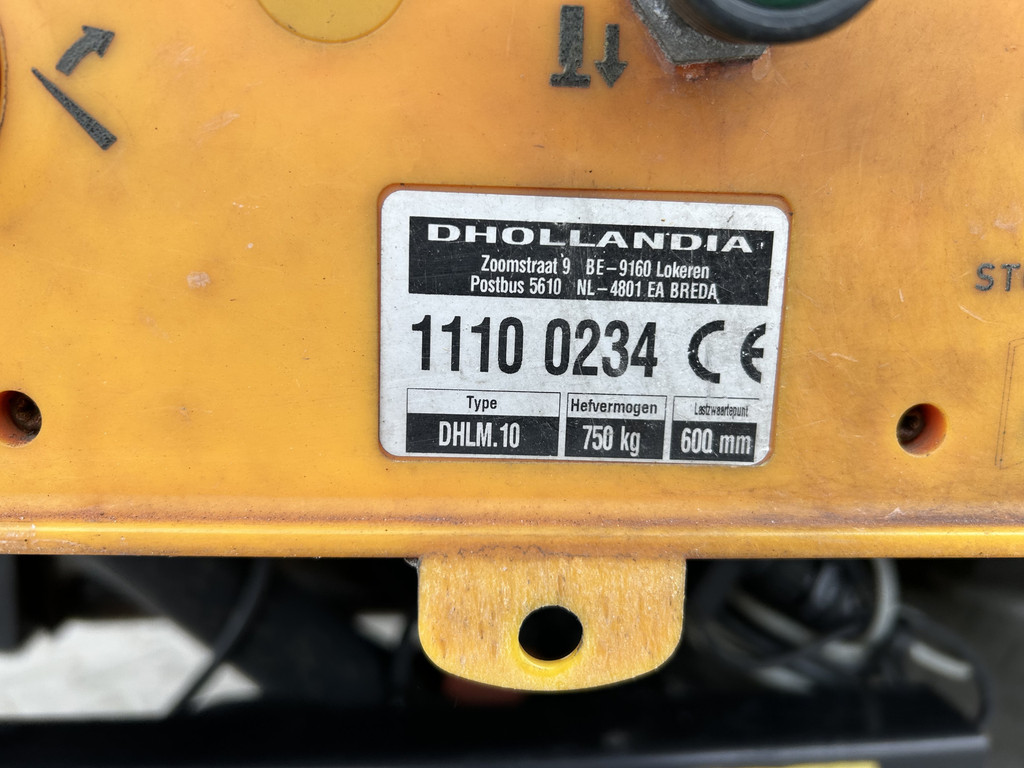 DHOLLANDIA
Zoomstraat 9 BE-9160 Lokeren
Postbus 5610 NL-4801 EA BREDA
1110 0234 CE
Type Hefvermogen Lastzwaartepunt
DHLM.10 750 kg 600 mm